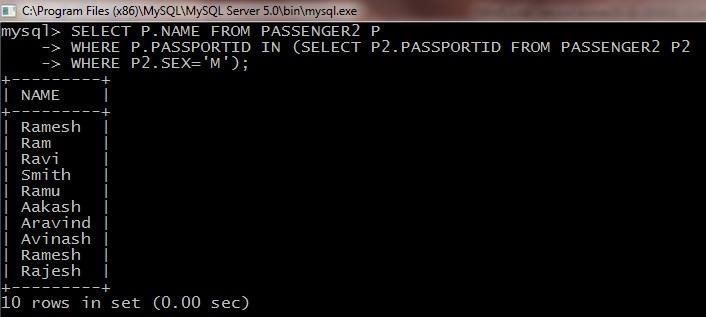 C:\Program Files (x86)\MySQL\MySQL Server 5.0\bin\mysql.exe
mysql> SELECT P.NAME FROM PASSENGER2 P
    -> WHERE P.PASSPORTID IN (SELECT P2.PASSPORTID FROM PASSENGER2 P2
    -> WHERE P2.SEX='M');
+---------+
| NAME    |
+---------+
| Ramesh  |
| Ram     |
| Ravi    |
| Smith   |
| Ramu    |
| Aakash  |
| Aravind |
| Avinash |
| Ramesh  |
| Rajesh  |
+---------+
10 rows in set (0.00 sec)